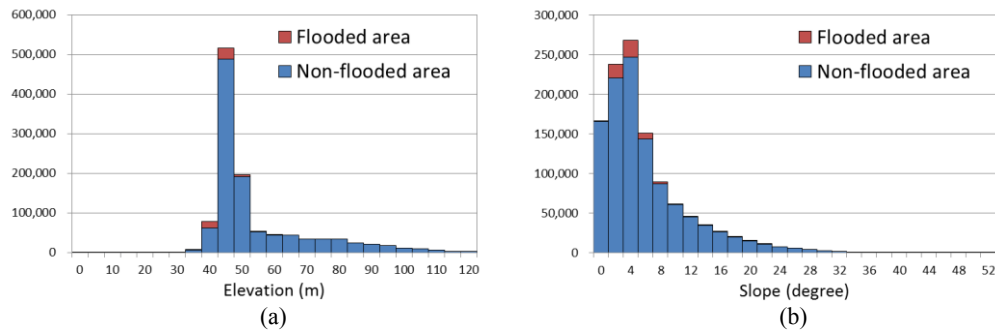 600,000
500,000
400,000
300,000
200,000
100,000
0
Flooded area
Non-flooded area
0 10 20 30 40 50 60 70 80 90 100 110 120
Elevation (m)
(a)
300,000
250,000
200,000
150,000
100,000
50,000
0
Flooded area
Non-flooded area
0 4 8 12 16 20 24 28 32 36 40 44 48 52
Slope (degree)
(b)